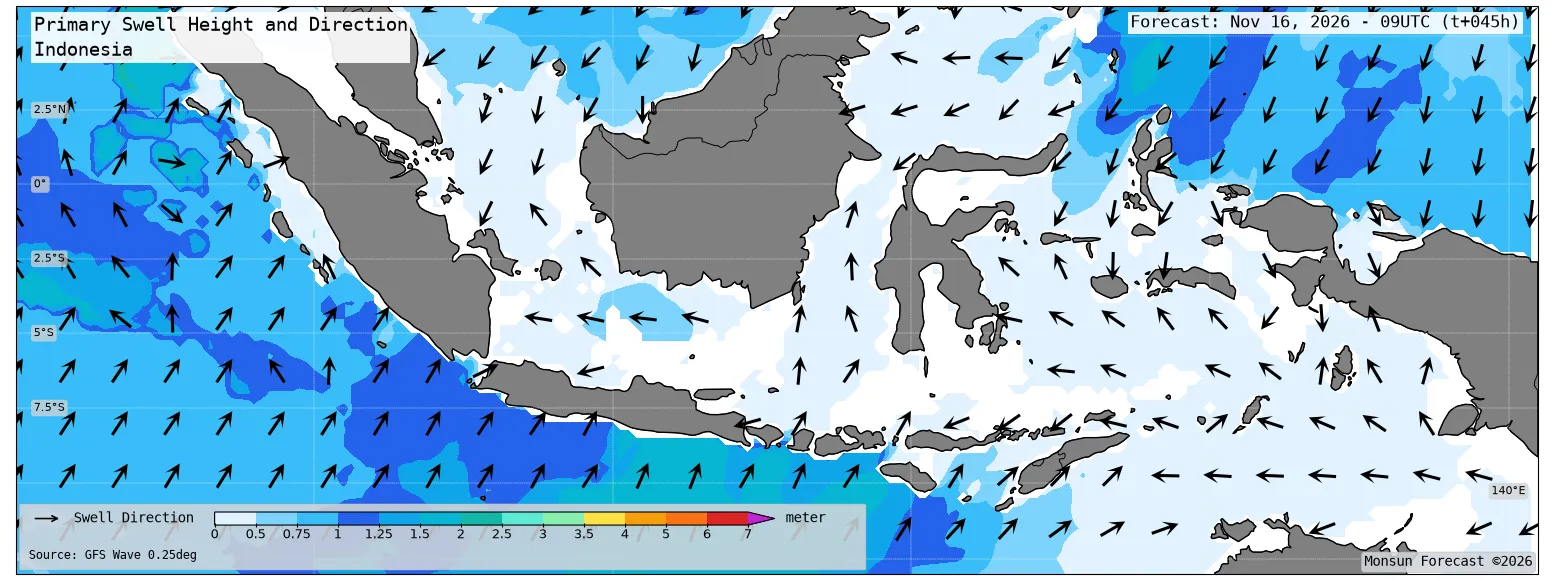 Primary Swell Height and Direction
Indonesia
Forecast: Nov 16, 2026 - 09UTC (t+045h)
2.5°N
0°
2.5°S
5°S
7.5°S
140°E
Swell Direction
0 0.5 0.75 1 1.25 1.5 2 2.5 3 3.5 4 5 6 7
meter
Source: GFS Wave 0.25deg
Monsun Forecast ©2026